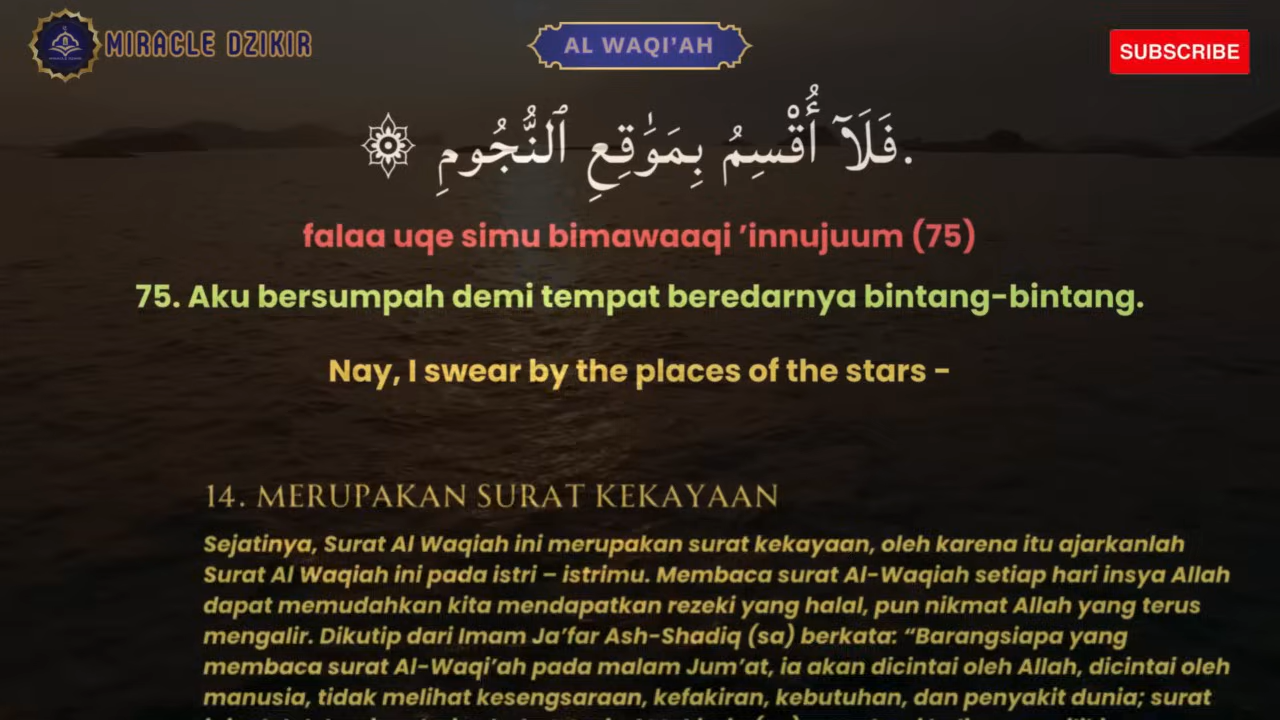 MIRACLE DZIKIR
AL WAQI'AH
SUBSCRIBE
فَلَآ أُقْسِمُ بِمَوَٰقِعِ ٱلنُّجُومِ.
falaa uqe simu bimawaaqi 'innujuum (75)
75. Aku bersumpah demi tempat beredarnya bintang-bintang.
Nay, I swear by the places of the stars -
14. MERUPAKAN SURAT KEKAYAAN
Sejatinya, Surat Al Waqiah ini merupakan surat kekayaan, oleh karena itu ajarkanlah
Surat Al Waqiah ini pada istri – istrimu. Membaca surat Al-Waqiah setiap hari insya Allah
dapat memudahkan kita mendapatkan rezeki yang halal, pun nikmat Allah yang terus
mengalir. Dikutip dari Imam Ja'far Ash-Shadiq (sa) berkata: "Barangsiapa yang
membaca surat Al-Waqi'ah pada malam Jum'at, ia akan dicintai oleh Allah, dicintai oleh
manusia, tidak melihat kesengsaraan, kefakiran, kebutuhan, dan penyakit dunia; surat